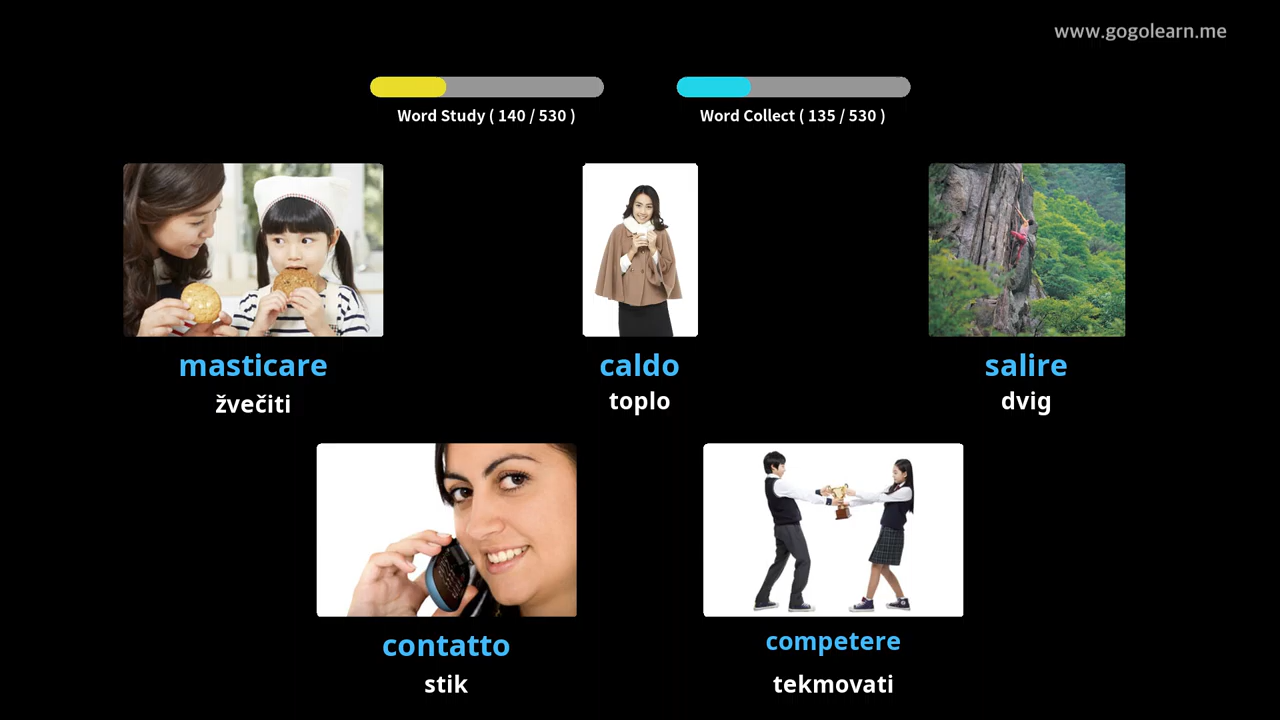 www.gogolearn.me
Word Study ( 140 / 530 )
Word Collect ( 135 / 530 )
masticare
žvečiti
caldo
toplo
salire
dvig
contatto
stik
competere
tekmovati